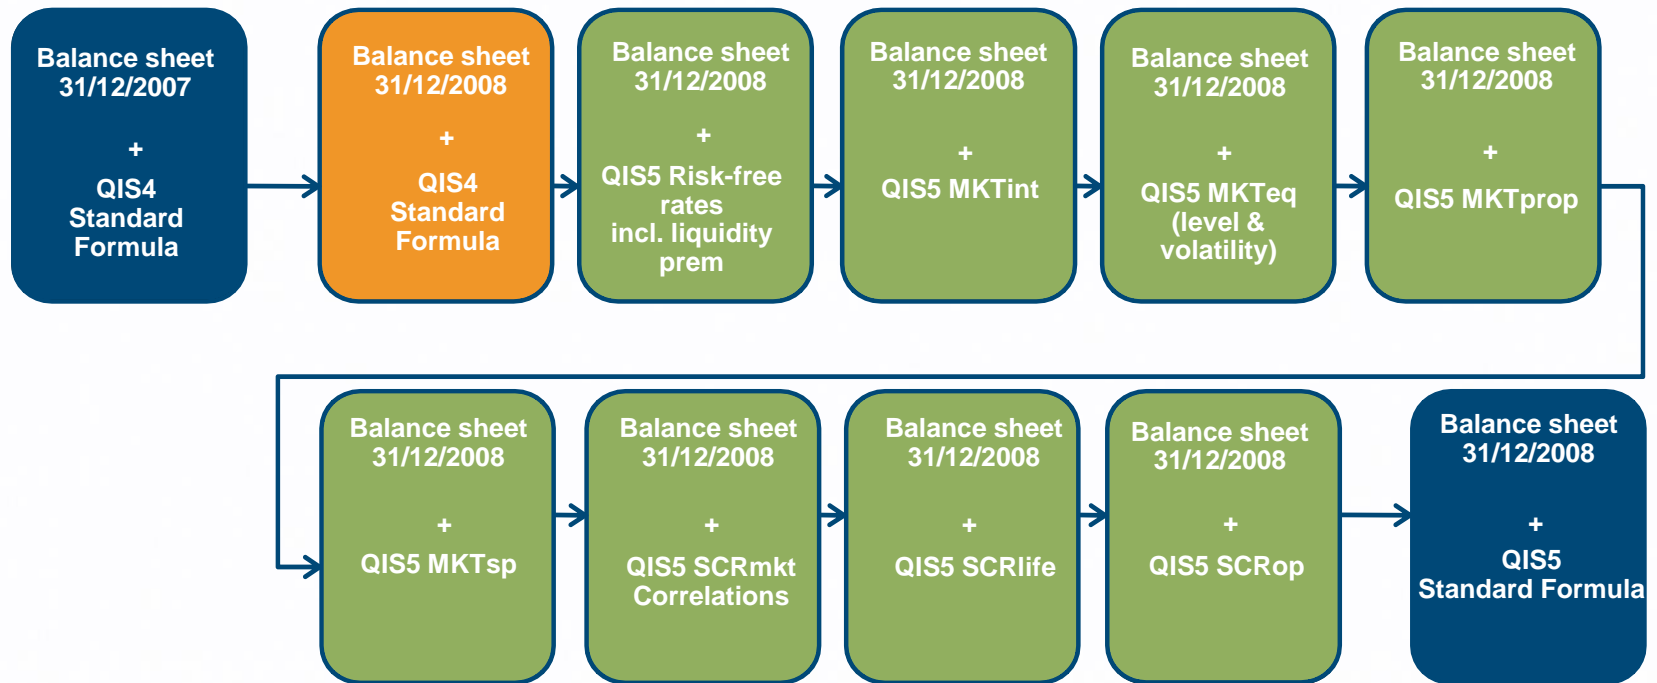 Balance sheet
31/12/2007
+
QIS4
Standard
Formula
Balance sheet
31/12/2008
+
QIS4
Standard
Formula
Balance sheet
31/12/2008
+
QIS5 Risk-free
rates
incl. liquidity
prem
Balance sheet
31/12/2008
+
QIS5 MKTint
Balance sheet
31/12/2008
+
QIS5 MKTeq
(level &
volatility)
Balance sheet
31/12/2008
+
QIS5 MKTprop
Balance sheet
31/12/2008
+
QIS5 MKTsp
Balance sheet
31/12/2008
+
QIS5 SCRmkt
Correlations
Balance sheet
31/12/2008
+
QIS5 SCRlife
Balance sheet
31/12/2008
+
QIS5 SCRop
Balance sheet
31/12/2008
+
QIS5
Standard Formula